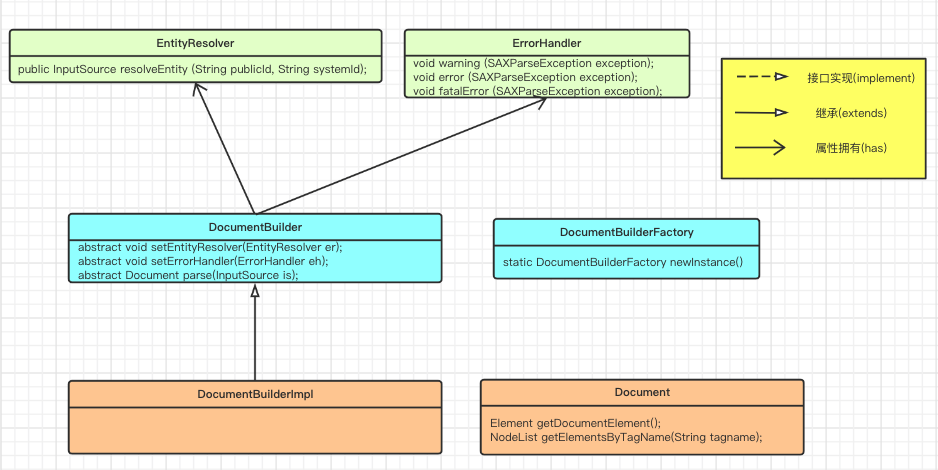 EntityResolver
public InputSource resolveEntity (String publicId, String systemId);
ErrorHandler
void warning (SAXParseException exception);
void error (SAXParseException exception);
void fatalError (SAXParseException exception);
接口实现(implement)
继承(extends)
属性拥有(has)
DocumentBuilder
abstract void setEntityResolver(EntityResolver er);
abstract void setErrorHandler(ErrorHandler eh);
abstract Document parse(InputSource is);
DocumentBuilderFactory
static DocumentBuilderFactory newInstance()
DocumentBuilderImpl
Document
Element getDocumentElement();
NodeList getElementsByTagName(String tagname);